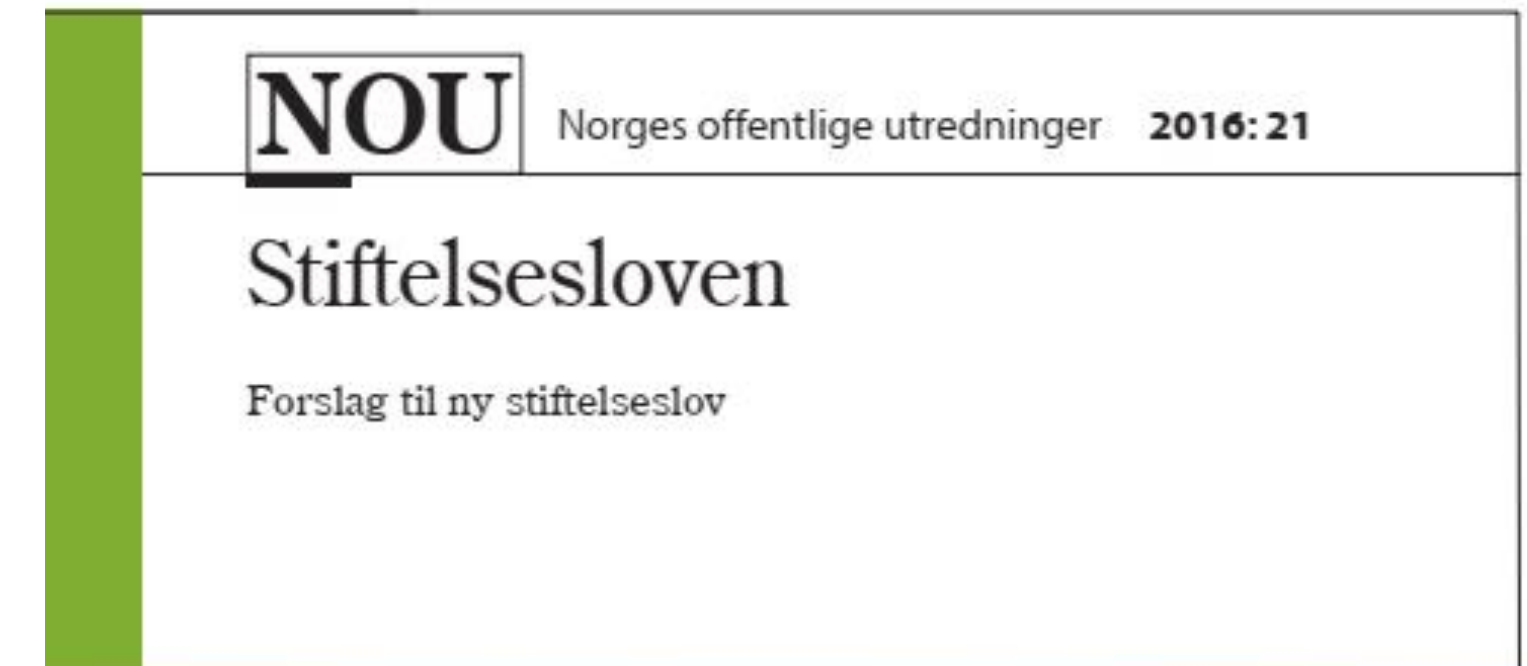 NOU Norges offentlige utredninger 2016: 21
Stiftelsesloven
Forslag til ny stiftelseslov